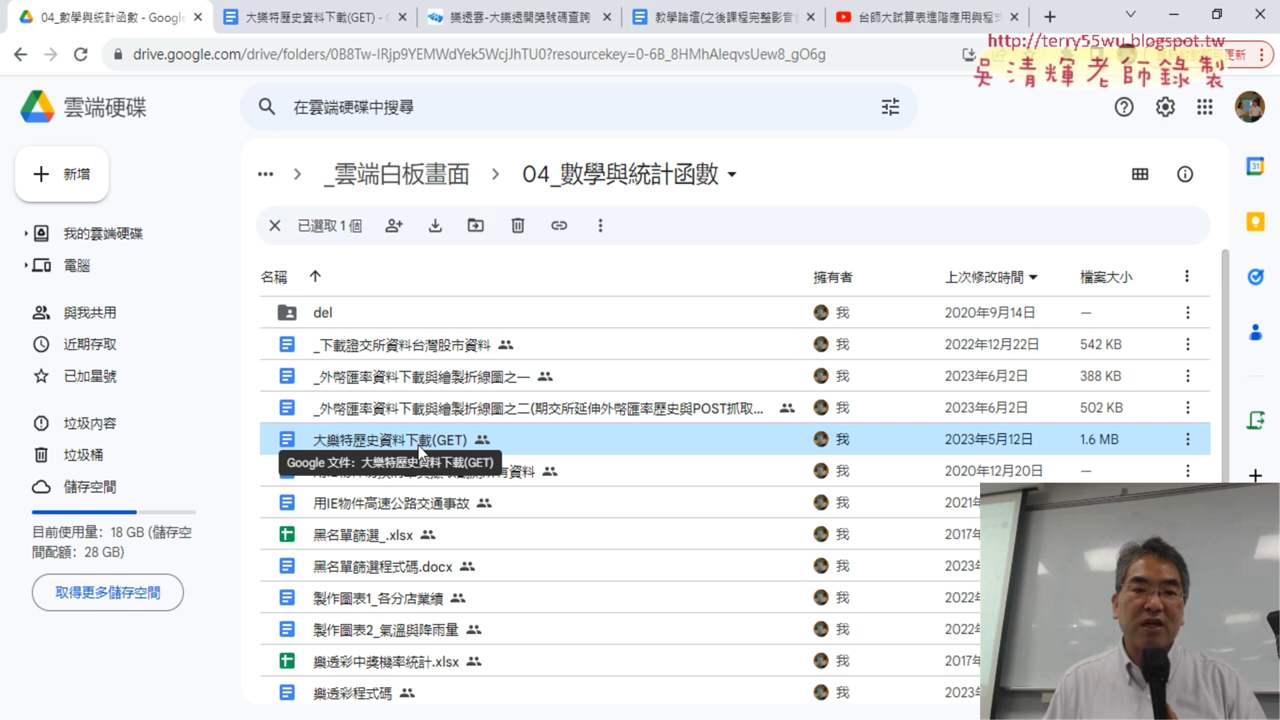 04_數學與統計函數 - Google
大樂特歷史資料下載(GET) - G
樂透雲-大樂透開獎號碼查詢
教學論壇(之後課程完整影音會
台師大試算表進階應用與程式
drive.google.com/drive/folders/0B8Tw-IRjp9YEMWdYek5WcjJhTU0?resourcekey=0-6B_8HMhAleqvsUew8_gO6g
更新
http://terry55wu.blogspot.tw
吳清輝老師錄製
雲端硬碟
在雲端硬碟中搜尋
新增
_雲端白板畫面
04_數學與統計函數
已選取 1 個
我的雲端硬碟
電腦
與我共用
近期存取
已加星號
垃圾內容
垃圾桶
儲存空間
目前使用量：18 GB (儲存空
間配額：28 GB)
取得更多儲存空間
名稱 擁有者 上次修改時間 檔案大小
del 我 2020年9月14日 —
_下載證交所資料台灣股市資料 我 2022年12月22日 542 KB
_外幣匯率資料下載與繪製折線圖之一 我 2023年6月2日 388 KB
_外幣匯率資料下載與繪製折線圖之二(期交所延伸外幣匯率歷史與POST抓取... 我 2023年6月2日 502 KB
大樂特歷史資料下載(GET) 我 2023年5月12日 1.6 MB
Google 文件：大樂特歷史資料下載(GET)
有資料 我 2020年12月20日 —
用IE物件高速公路交通事故 我 2021
黑名單篩選_.xlsx 我 2017
黑名單篩選程式碼.docx 我 2023
製作圖表1_各分店業績 我 2022
製作圖表2_氣溫與降雨量 我 2022
樂透彩中獎機率統計.xlsx 我 2017
樂透彩程式碼 我 2023